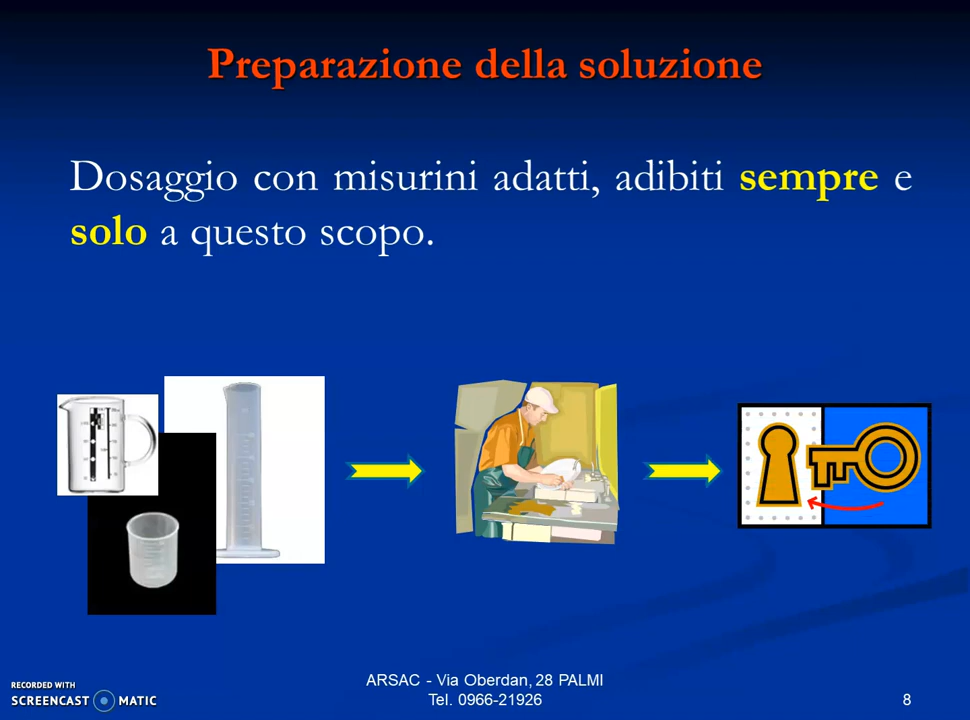 Preparazione della soluzione
Dosaggio con misurini adatti, adibiti sempre e
solo a questo scopo.
ARSAC - Via Oberdan, 28 PALMI
Tel. 0966-21926
8
RECORDED WITH
SCREENCAST MATIC